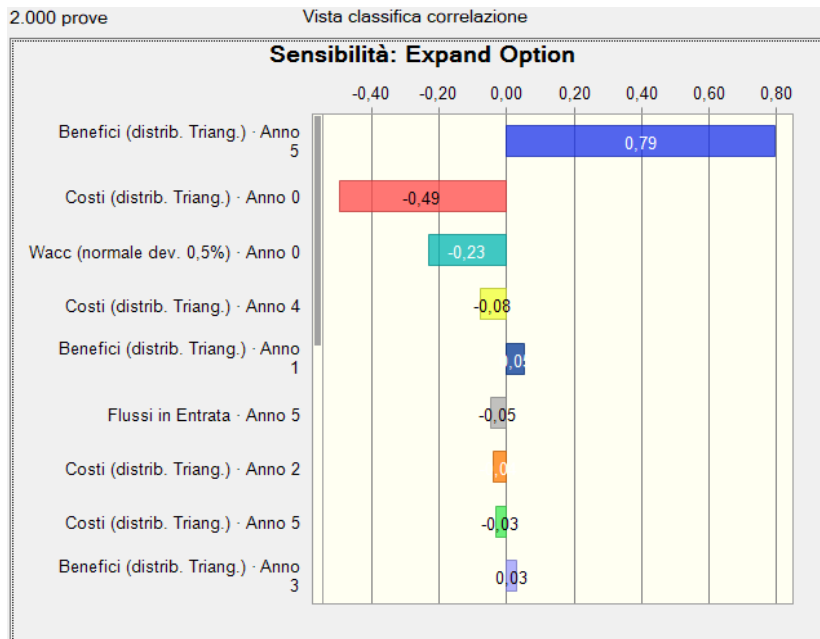 2.000 prove
Vista classifica correlazione
Sensibilità: Expand Option
-0,40 -0,20 0,00 0,20 0,40 0,60 0,80
Benefici (distrib. Triang.) · Anno
5
0,79
Costi (distrib. Triang.) · Anno 0
-0,49
Wacc (normale dev. 0,5%) · Anno 0
-0,23
Costi (distrib. Triang.) · Anno 4
-0,08
Benefici (distrib. Triang.) · Anno
1
Flussi in Entrata · Anno 5
-0,05
Costi (distrib. Triang.) · Anno 2
Costi (distrib. Triang.) · Anno 5
-0,03
Benefici (distrib. Triang.) · Anno
3
0,03